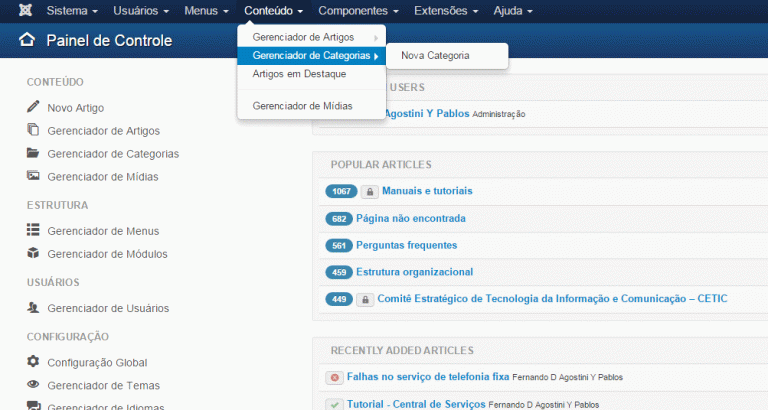 Sistema Usuários Menus Conteúdo Componentes Extensões Ajuda
Painel de Controle
Gerenciador de Artigos
Gerenciador de Categorias
Nova Categoria
Artigos em Destaque
Gerenciador de Mídias
CONTEÚDO
Novo Artigo
Gerenciador de Artigos
Gerenciador de Categorias
Gerenciador de Mídias
ESTRUTURA
Gerenciador de Menus
Gerenciador de Módulos
USUÁRIOS
Gerenciador de Usuários
CONFIGURAÇÃO
Configuração Global
Gerenciador de Temas
Gerenciador de Idiomas
USERS
Agostini Y Pablos Administração
POPULAR ARTICLES
1067 Manuais e tutoriais
682 Página não encontrada
561 Perguntas frequentes
459 Estrutura organizacional
449 Comitê Estratégico de Tecnologia da Informação e Comunicação – CETIC
RECENTLY ADDED ARTICLES
Falhas no serviço de telefonia fixa Fernando D Agostini Y Pablos
Tutorial - Central de Serviços Fernando D Agostini Y Pablos